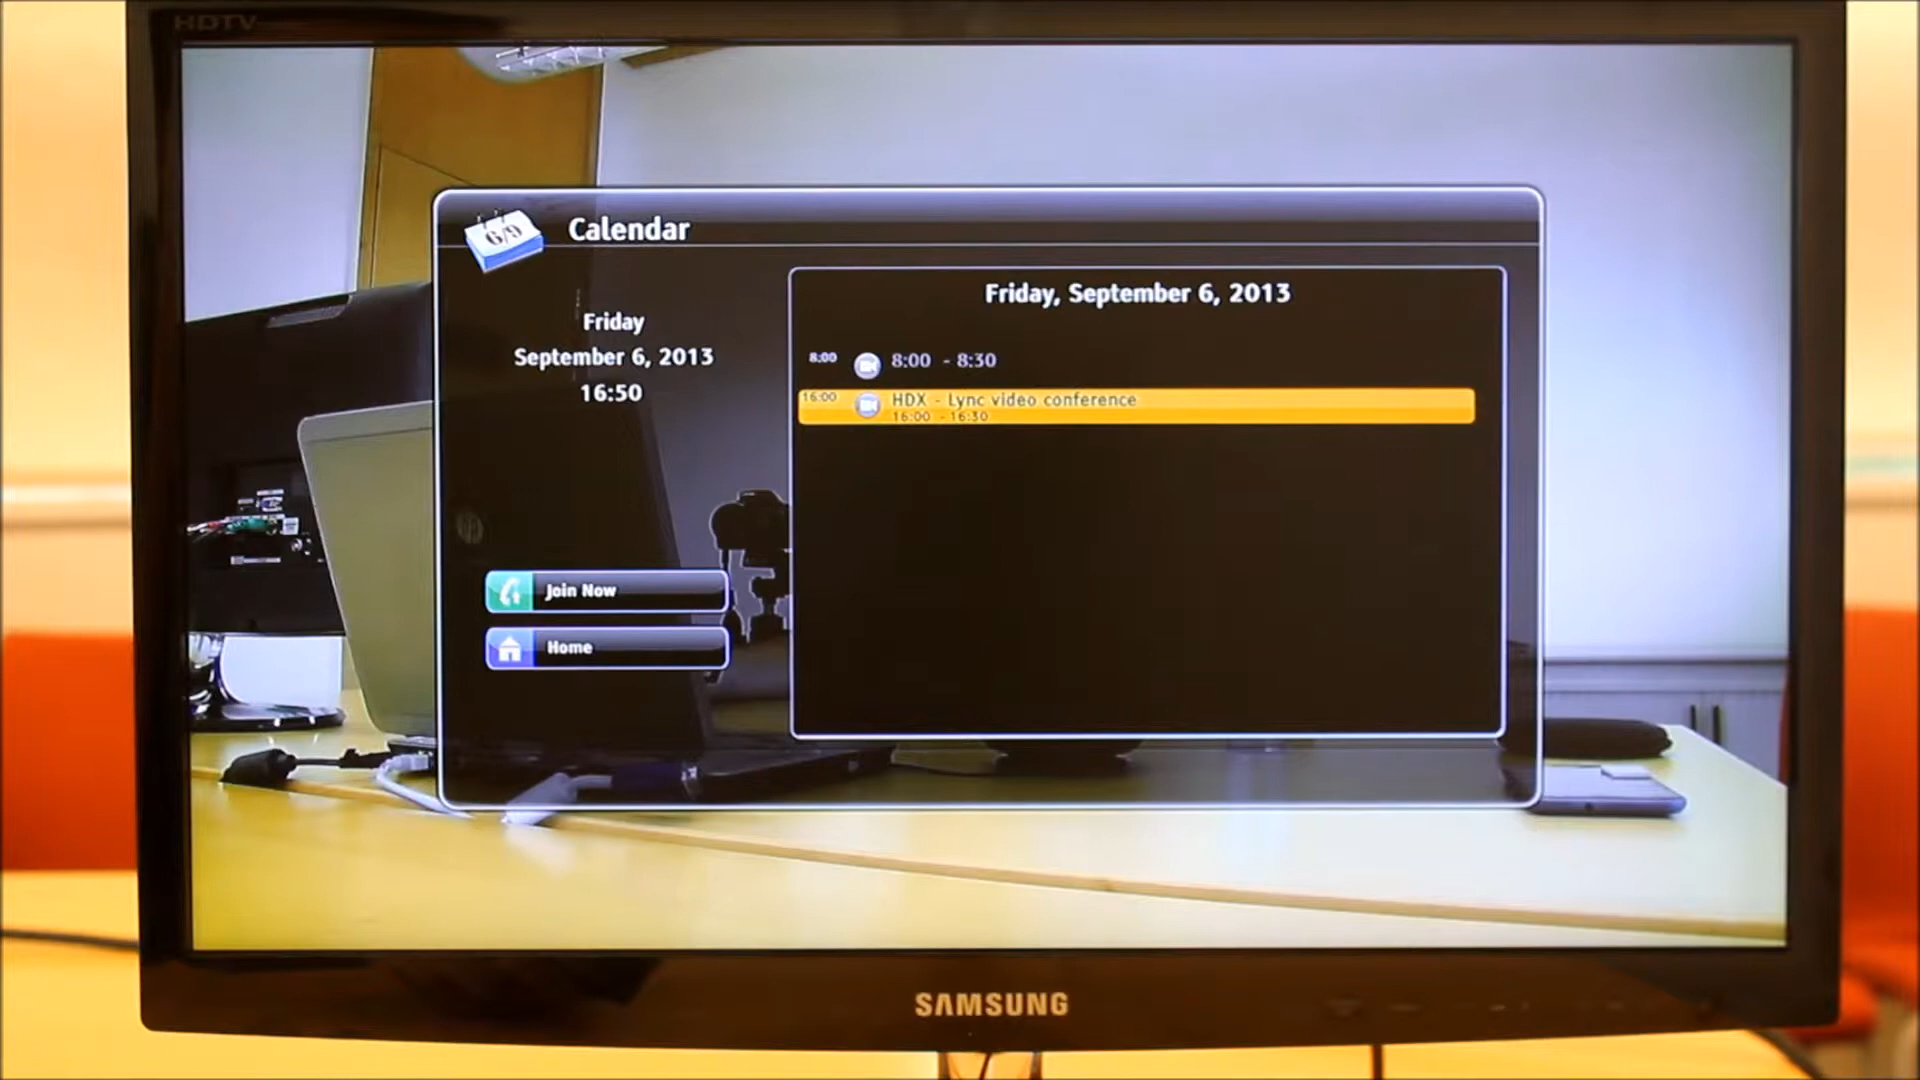 HDTV
Calendar
6/9
Friday, September 6, 2013
Friday
September 6, 2013
16:50
8:00 8:00 - 8:30
16:00 HDX - Lync video conference
16:00 - 16:30
Join Now
Home
SAMSUNG